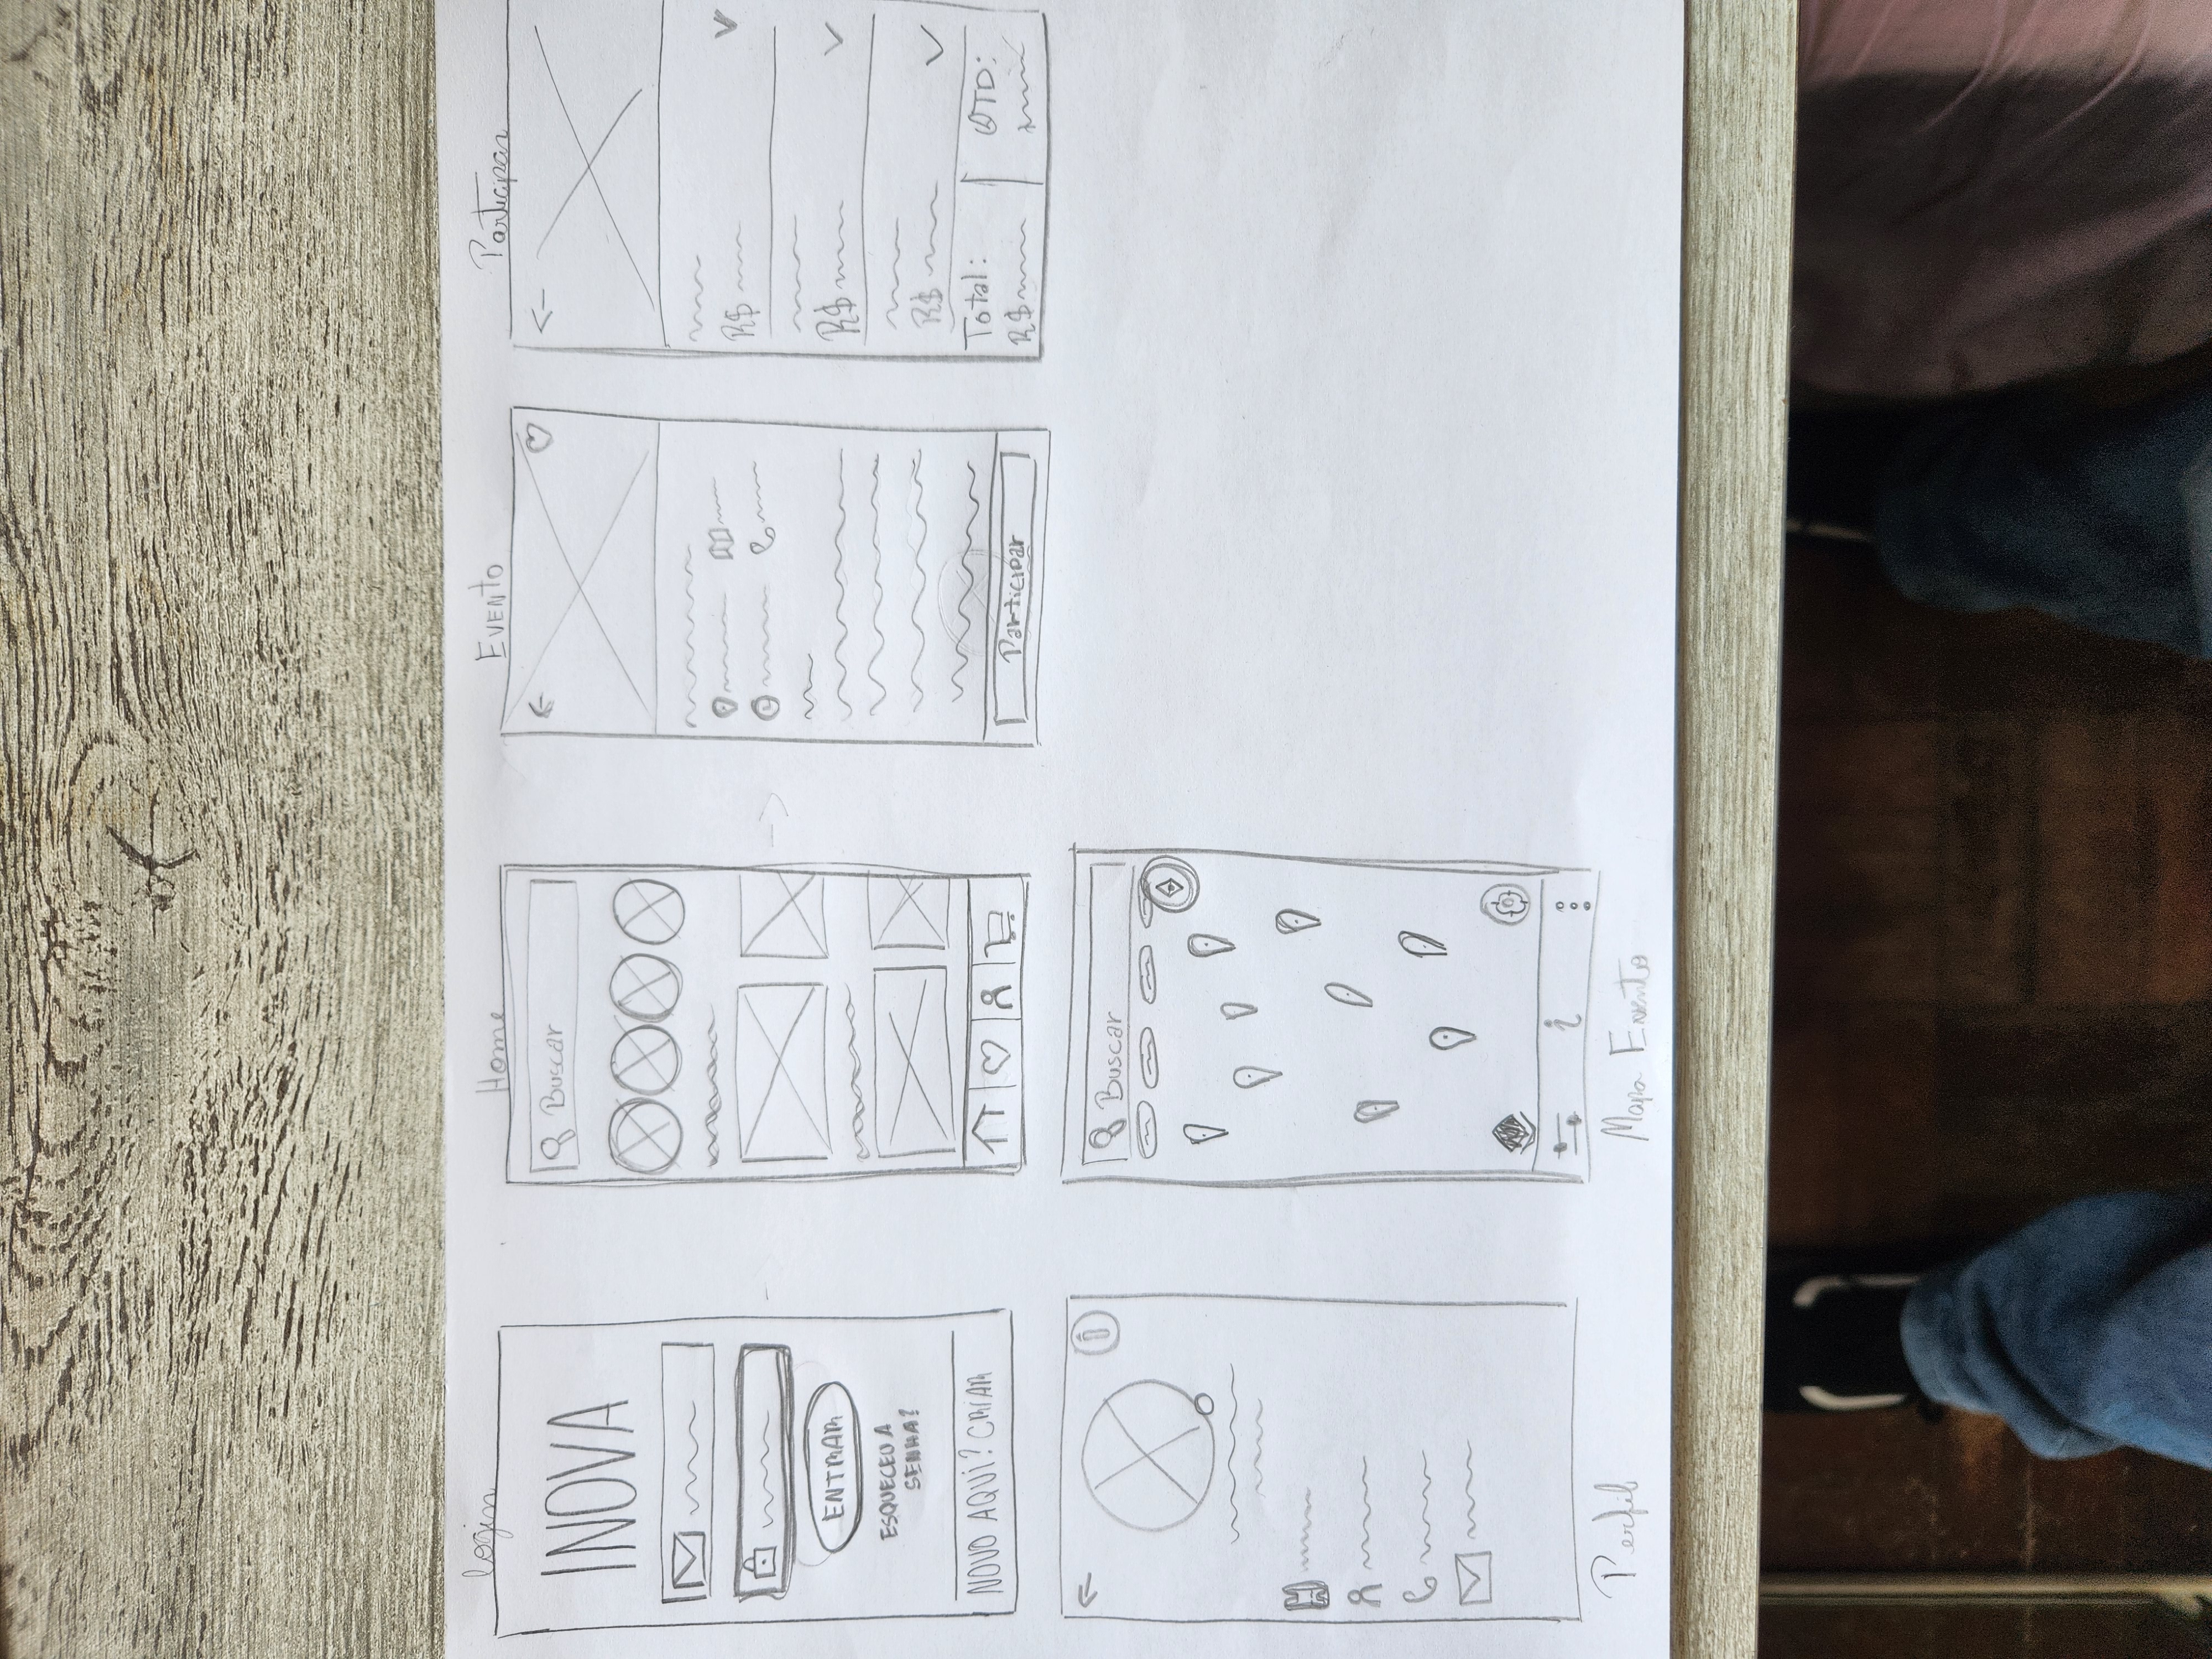 login
INOVA
ENTRAR
ESQUECEU A
SENHA?
NOVO AQUI? CRIAR
Home
Buscar
EVENTO
Participar
Participar
R$
R$
R$
Total:
QTD:
R$
Perfil
Buscar
i
Mapa Evento